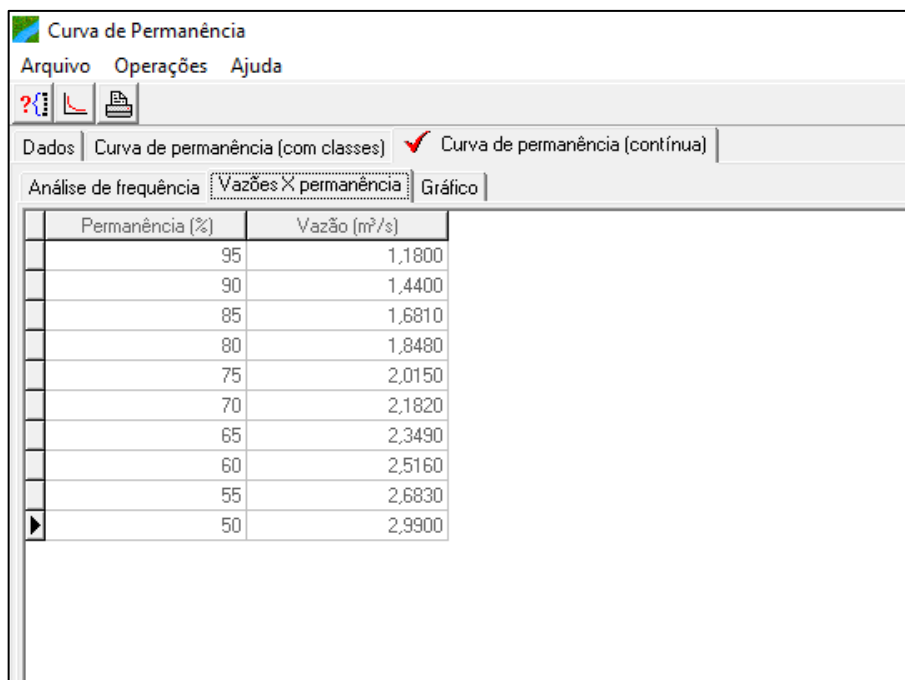 Curva de Permanência
Arquivo Operações Ajuda
?{
Dados Curva de permanência (com classes) Curva de permanência (contínua)
Análise de frequência Vazões X permanência Gráfico
Permanência (%) Vazão (m³/s)
95 1,1800
90 1,4400
85 1,6810
80 1,8480
75 2,0150
70 2,1820
65 2,3490
60 2,5160
55 2,6830
50 2,9900